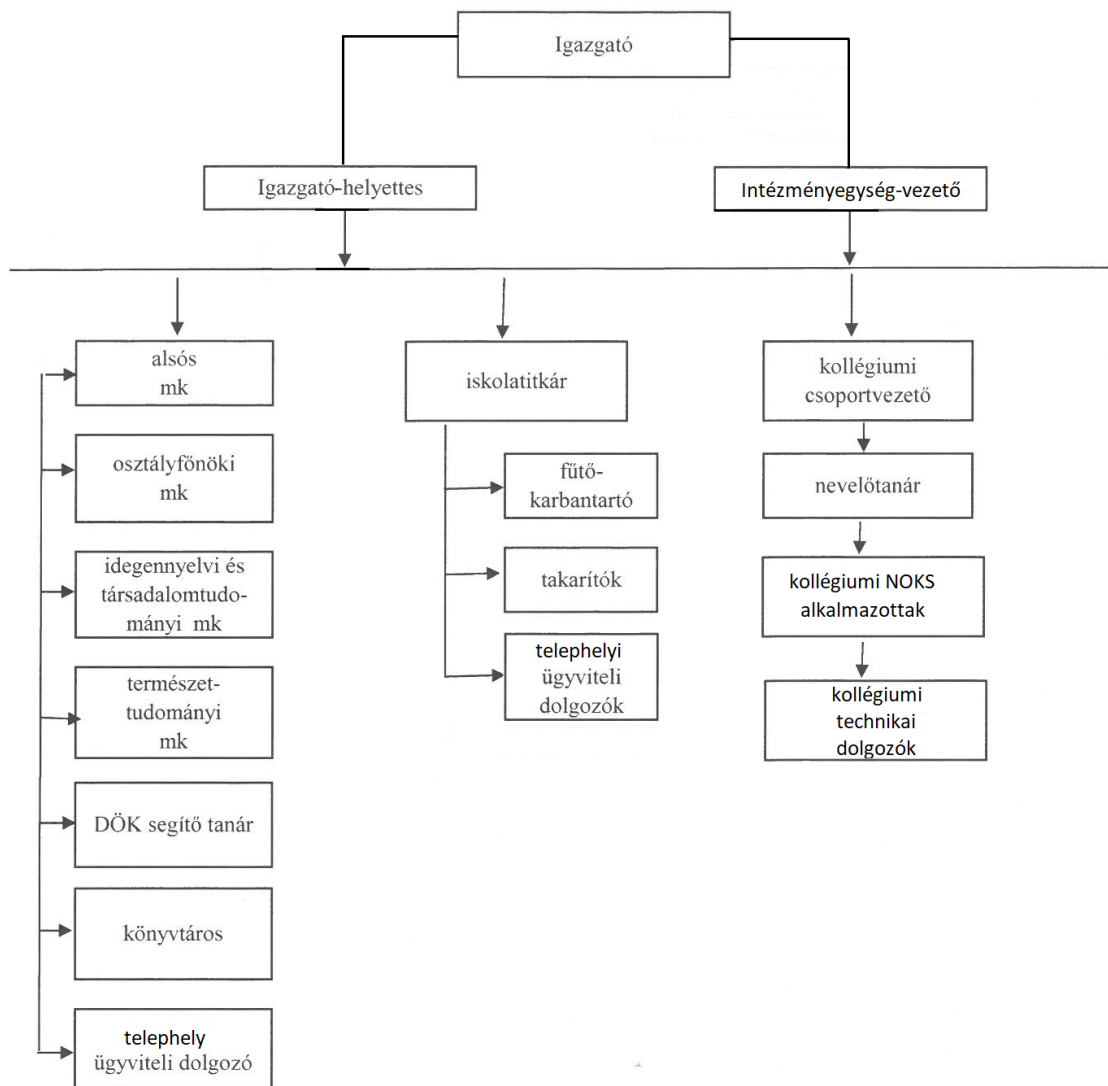 Igazgató
Igazgató-helyettes
Intézményegység-vezető
alsós
mk
osztályfőnöki
mk
idegennyelvi és
társadalomtudo-
mányi mk
természet-
tudományi
mk
DÖK segítő tanár
könyvtáros
telephely
ügyviteli dolgozó
iskolatitkár
fűtő-
karbantartó
takarítók
telephelyi
ügyviteli
dolgozók
kollégiumi
csoportvezető
nevelőtanár
kollégiumi NOKS
alkalmazottak
kollégiumi
technikai
dolgozók